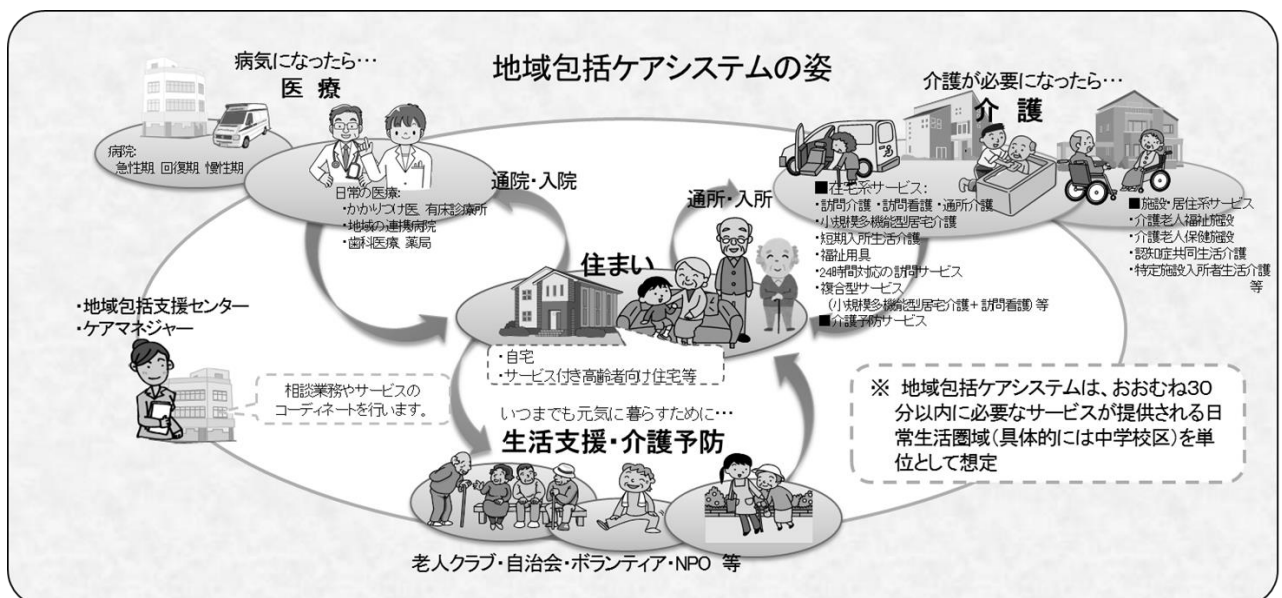 地域包括ケアシステムの姿
病気になったら…
医 療
病院:
急性期 回復期 慢性期
日常の医療:
・かかりつけ医、有床診療所
・地域の連携病院
・歯科医療、薬局
通院・入院
通所・入所
介護が必要になったら…
介 護
■在宅系サービス:
・訪問介護 ・訪問看護 ・通所介護
・小規模多機能型居宅介護
・短期入所生活介護
・福祉用具
・24時間対応の訪問サービス
・複合型サービス
(小規模多機能型居宅介護+訪問看護) 等
■介護予防サービス
■施設・居住系サービス
・介護老人福祉施設
・介護老人保健施設
・認知症共同生活介護
・特定施設入所者生活介護
等
住まい
・自宅
・サービス付き高齢者向け住宅等
・地域包括支援センター
・ケアマネジャー
相談業務やサービスの
コーディネートを行います。
いつまでも元気に暮らすために…
生活支援・介護予防
老人クラブ・自治会・ボランティア・NPO 等
※ 地域包括ケアシステムは、おおむね30
分以内に必要なサービスが提供される日
常生活圏域(具体的には中学校区)を単
位として想定